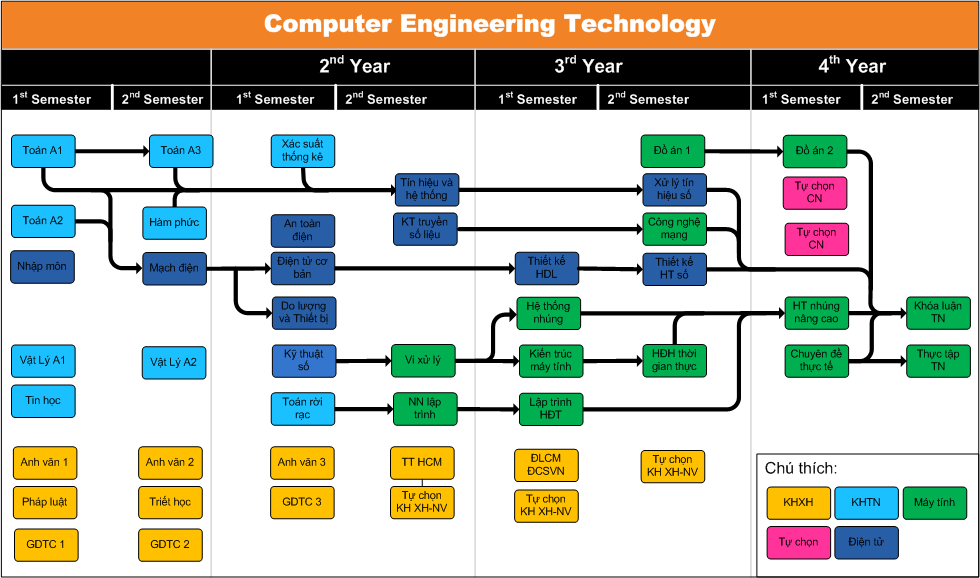 Computer Engineering Technology
2nd Year
3rd Year
4th Year
1st Semester
2nd Semester
1st Semester
2nd Semester
1st Semester
2nd Semester
1st Semester
2nd Semester
Toán A1
Toán A3
Xác suất
thống kê
Đồ án 1
Đồ án 2
Tín hiệu và
hệ thống
Xử lý tín
hiệu số
Tự chọn
CN
Toán A2
Hàm phức
An toàn
điện
KT truyền
số liệu
Công nghệ
mạng
Tự chọn
CN
Nhập môn
Mạch điện
Điện tử cơ
bản
Thiết kế
HDL
Thiết kế
HT số
Do lường
và Thiết bị
Hệ thống
nhúng
HT nhúng
nâng cao
Khóa luận
TN
Vật Lý A1
Vật Lý A2
Kỹ thuật
số
Vi xử lý
Kiến trúc
máy tính
HĐH thời
gian thực
Chuyên đề
thực tế
Thực tập
TN
Tin học
Toán rời
rạc
NN lập
trình
Lập trình
HĐT
Anh văn 1
Anh văn 2
Anh văn 3
TT HCM
ĐLCM
ĐCSVN
Tự chọn
KH XH-NV
Pháp luật
Triết học
GDTC 3
Tự chọn
KH XH-NV
Tự chọn
KH XH-NV
GDTC 1
GDTC 2
Chú thích:
KHXH
KHTN
Máy tính
Tự chọn
Điện tử